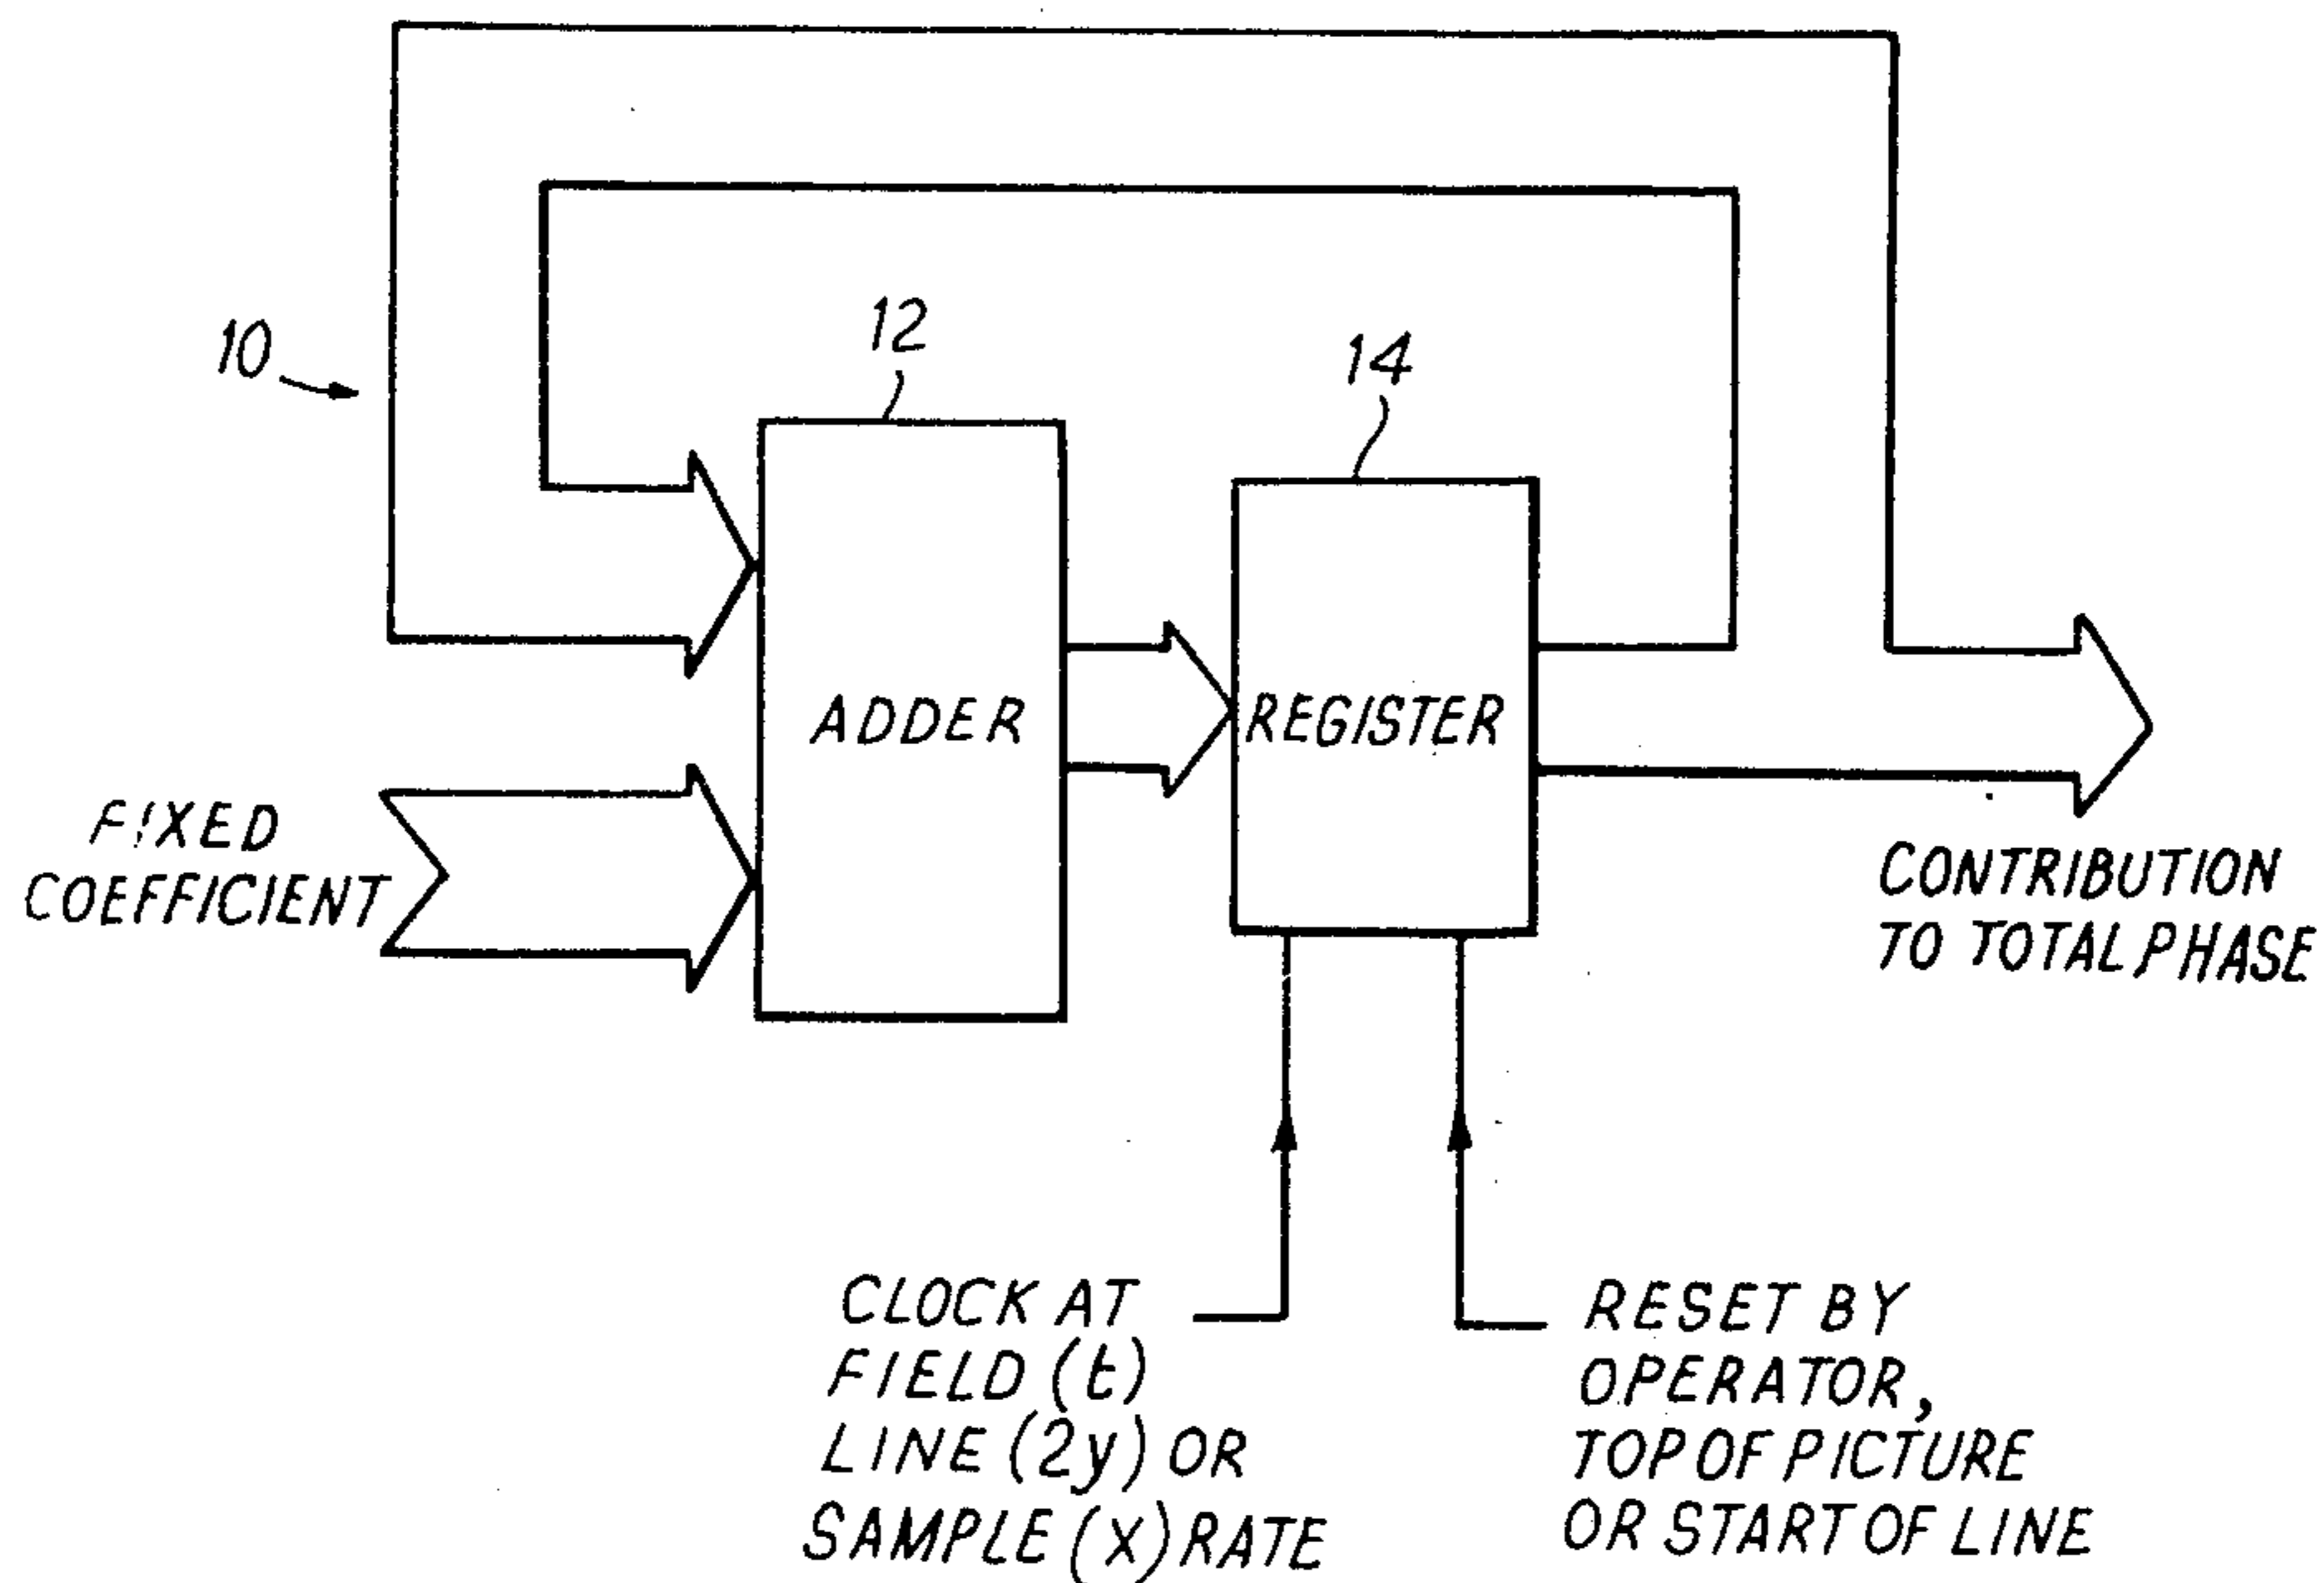 10
12
14
ADDER
REGISTER
FIXED
COEFFICIENT
CONTRIBUTION
TO TOTAL PHASE
CLOCK AT
FIELD (t)
LINE (2y) OR
SAMPLE (x) RATE
RESET BY
OPERATOR,
TOP OF PICTURE
OR START OF LINE